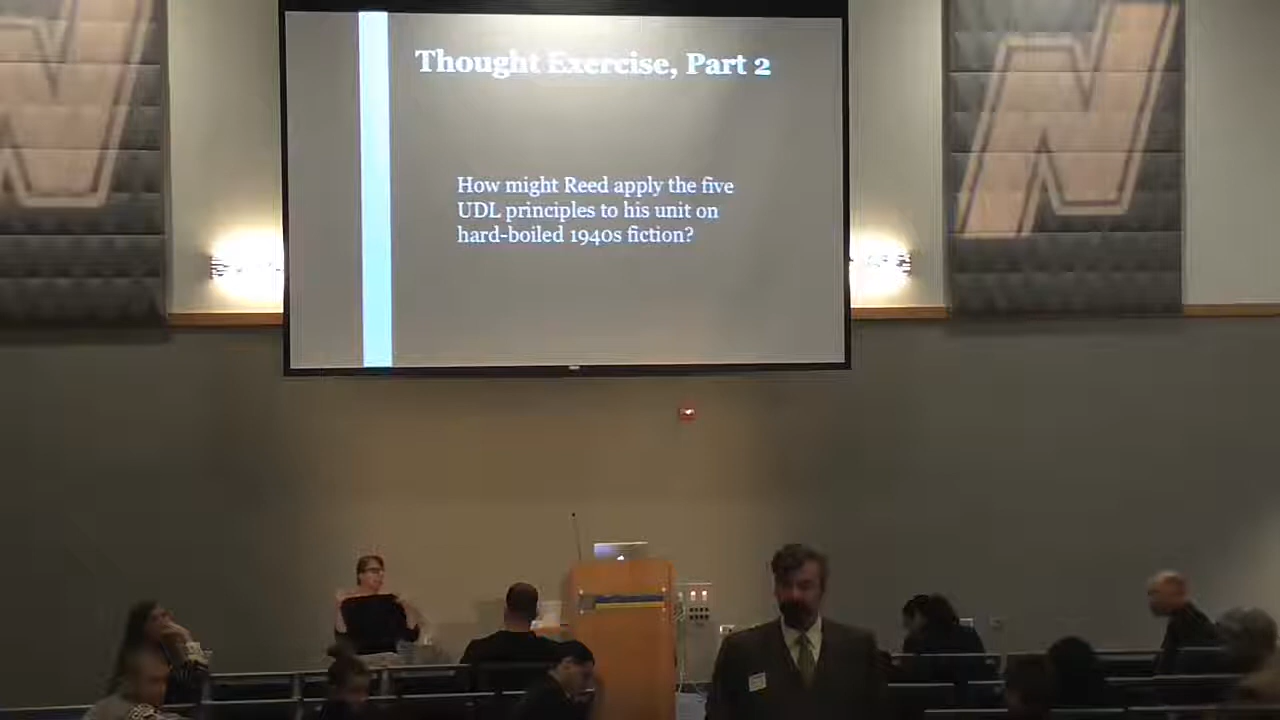 Thought Exercise, Part 2
How might Reed apply the five
UDL principles to his unit on
hard-boiled 1940s fiction?
N
N